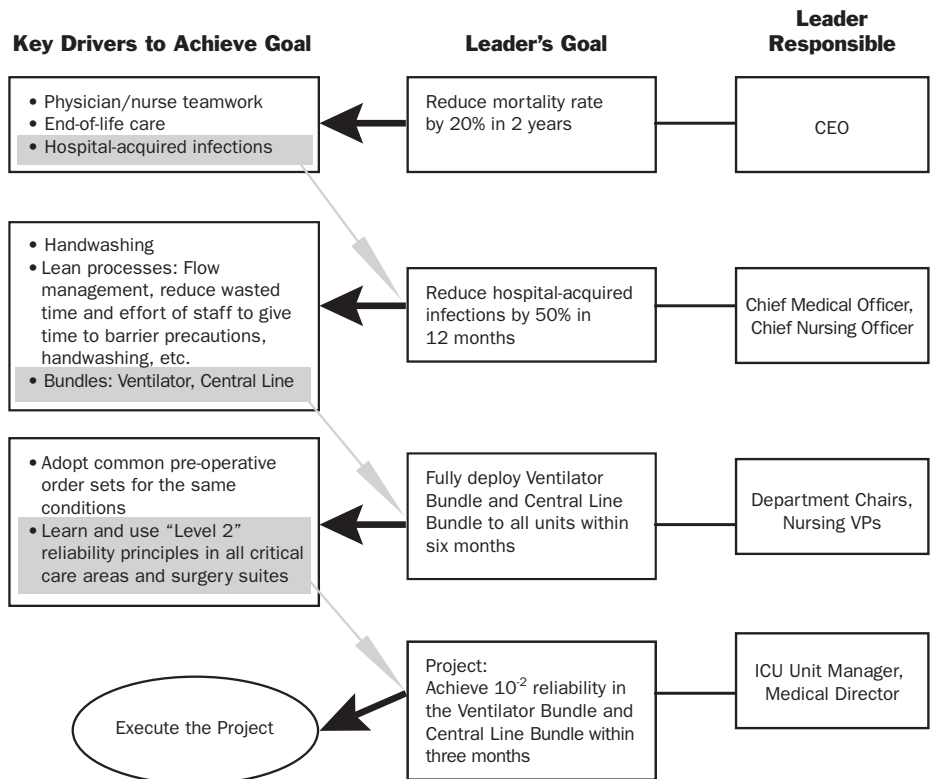 Key Drivers to Achieve Goal
Leader's Goal
Leader
Responsible
• Physician/nurse teamwork
• End-of-life care
• Hospital-acquired infections
Reduce mortality rate
by 20% in 2 years
CEO
• Handwashing
• Lean processes: Flow
management, reduce wasted
time and effort of staff to give
time to barrier precautions,
handwashing, etc.
• Bundles: Ventilator, Central Line
Reduce hospital-acquired
infections by 50% in
12 months
Chief Medical Officer,
Chief Nursing Officer
• Adopt common pre-operative
order sets for the same
conditions
• Learn and use “Level 2”
reliability principles in all critical
care areas and surgery suites
Fully deploy Ventilator
Bundle and Central Line
Bundle to all units within
six months
Department Chairs,
Nursing VPs
Execute the Project
Project:
Achieve 10⁻² reliability in
the Ventilator Bundle and
Central Line Bundle within
three months
ICU Unit Manager,
Medical Director